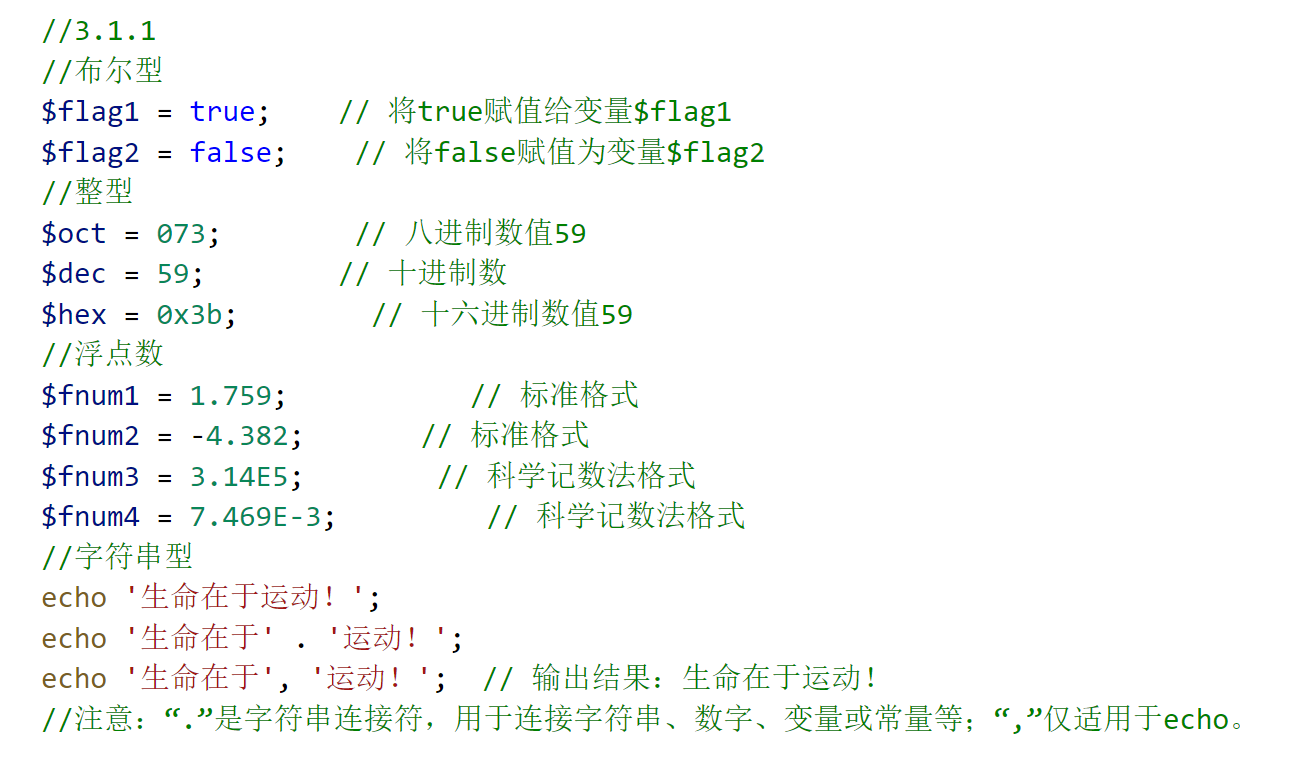 //3.1.1
//布尔型
$flag1 = true;    // 将true赋值给变量$flag1
$flag2 = false;    // 将false赋值为变量$flag2
//整型
$oct = 073;        // 八进制数值59
$dec = 59;        // 十进制数
$hex = 0x3b;        // 十六进制数值59
//浮点数
$fnum1 = 1.759;           // 标准格式
$fnum2 = -4.382;       // 标准格式
$fnum3 = 3.14E5;        // 科学记数法格式
$fnum4 = 7.469E-3;         // 科学记数法格式
//字符串型
echo '生命在于运动！';
echo '生命在于' . '运动！';
echo '生命在于', '运动！';  // 输出结果：生命在于运动！
//注意：“.”是字符串连接符，用于连接字符串、数字、变量或常量等；“,”仅适用于echo。